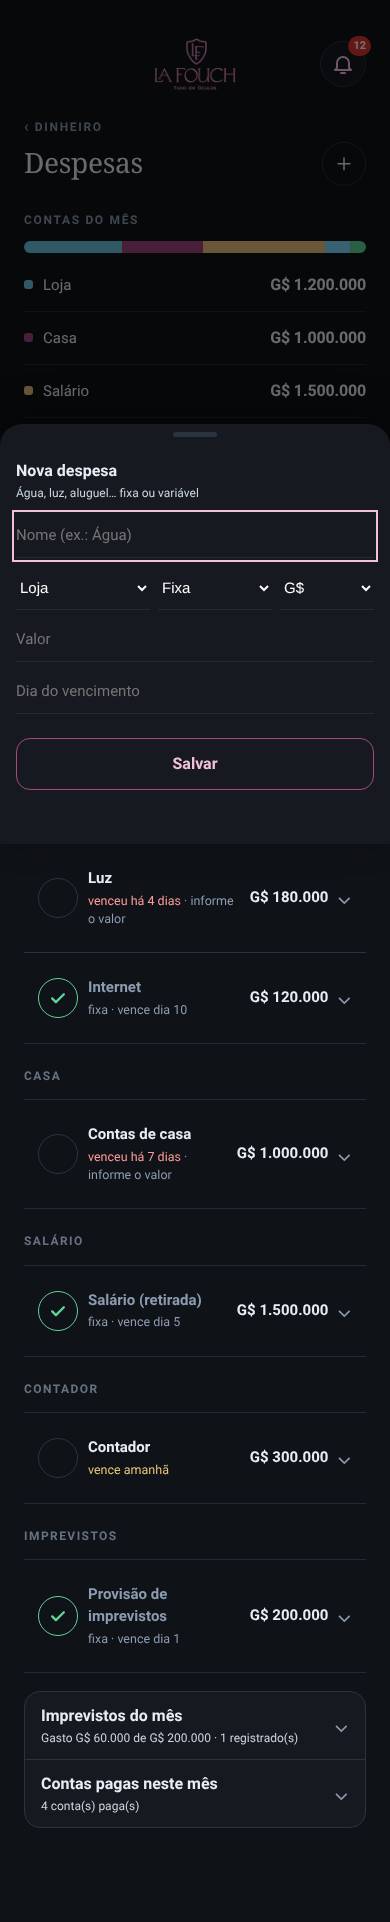 12
LF
LA FOUCH
Tudo em Óculos
‹ DINHEIRO
Despesas
CONTAS DO MÊS
Loja G$ 1.200.000
Casa G$ 1.000.000
Salário G$ 1.500.000
Nova despesa
Água, luz, aluguel… fixa ou variável
Nome (ex.: Água)
Loja Fixa G$
Valor
Dia do vencimento
Salvar
Luz
venceu há 4 dias · informe
o valor
G$ 180.000
Internet
fixa · vence dia 10
G$ 120.000
CASA
Contas de casa
venceu há 7 dias ·
informe o valor
G$ 1.000.000
SALÁRIO
Salário (retirada)
fixa · vence dia 5
G$ 1.500.000
CONTADOR
Contador
vence amanhã
G$ 300.000
IMPREVISTOS
Provisão de
imprevistos
fixa · vence dia 1
G$ 200.000
Imprevistos do mês
Gasto G$ 60.000 de G$ 200.000 · 1 registrado(s)
Contas pagas neste mês
4 conta(s) paga(s)